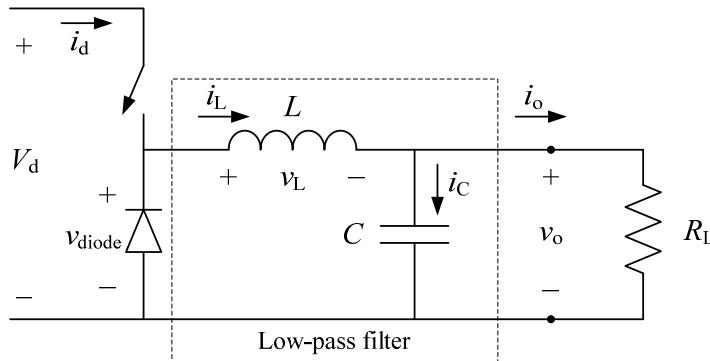 +
i_d
V_d
−
+
v_diode
−
i_L
L
+
v_L
−
i_C
C
i_o
+
v_o
−
R_L
Low-pass filter